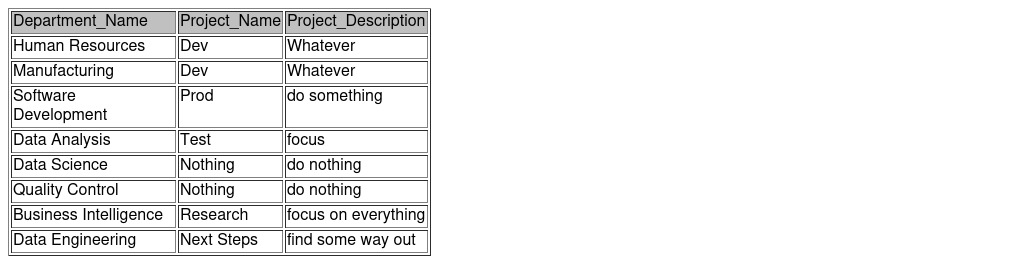 Department_Name Project_Name Project_Description
Human Resources Dev Whatever
Manufacturing Dev Whatever
Software Prod do something
Development
Data Analysis Test focus
Data Science Nothing do nothing
Quality Control Nothing do nothing
Business Intelligence Research focus on everything
Data Engineering Next Steps find some way out